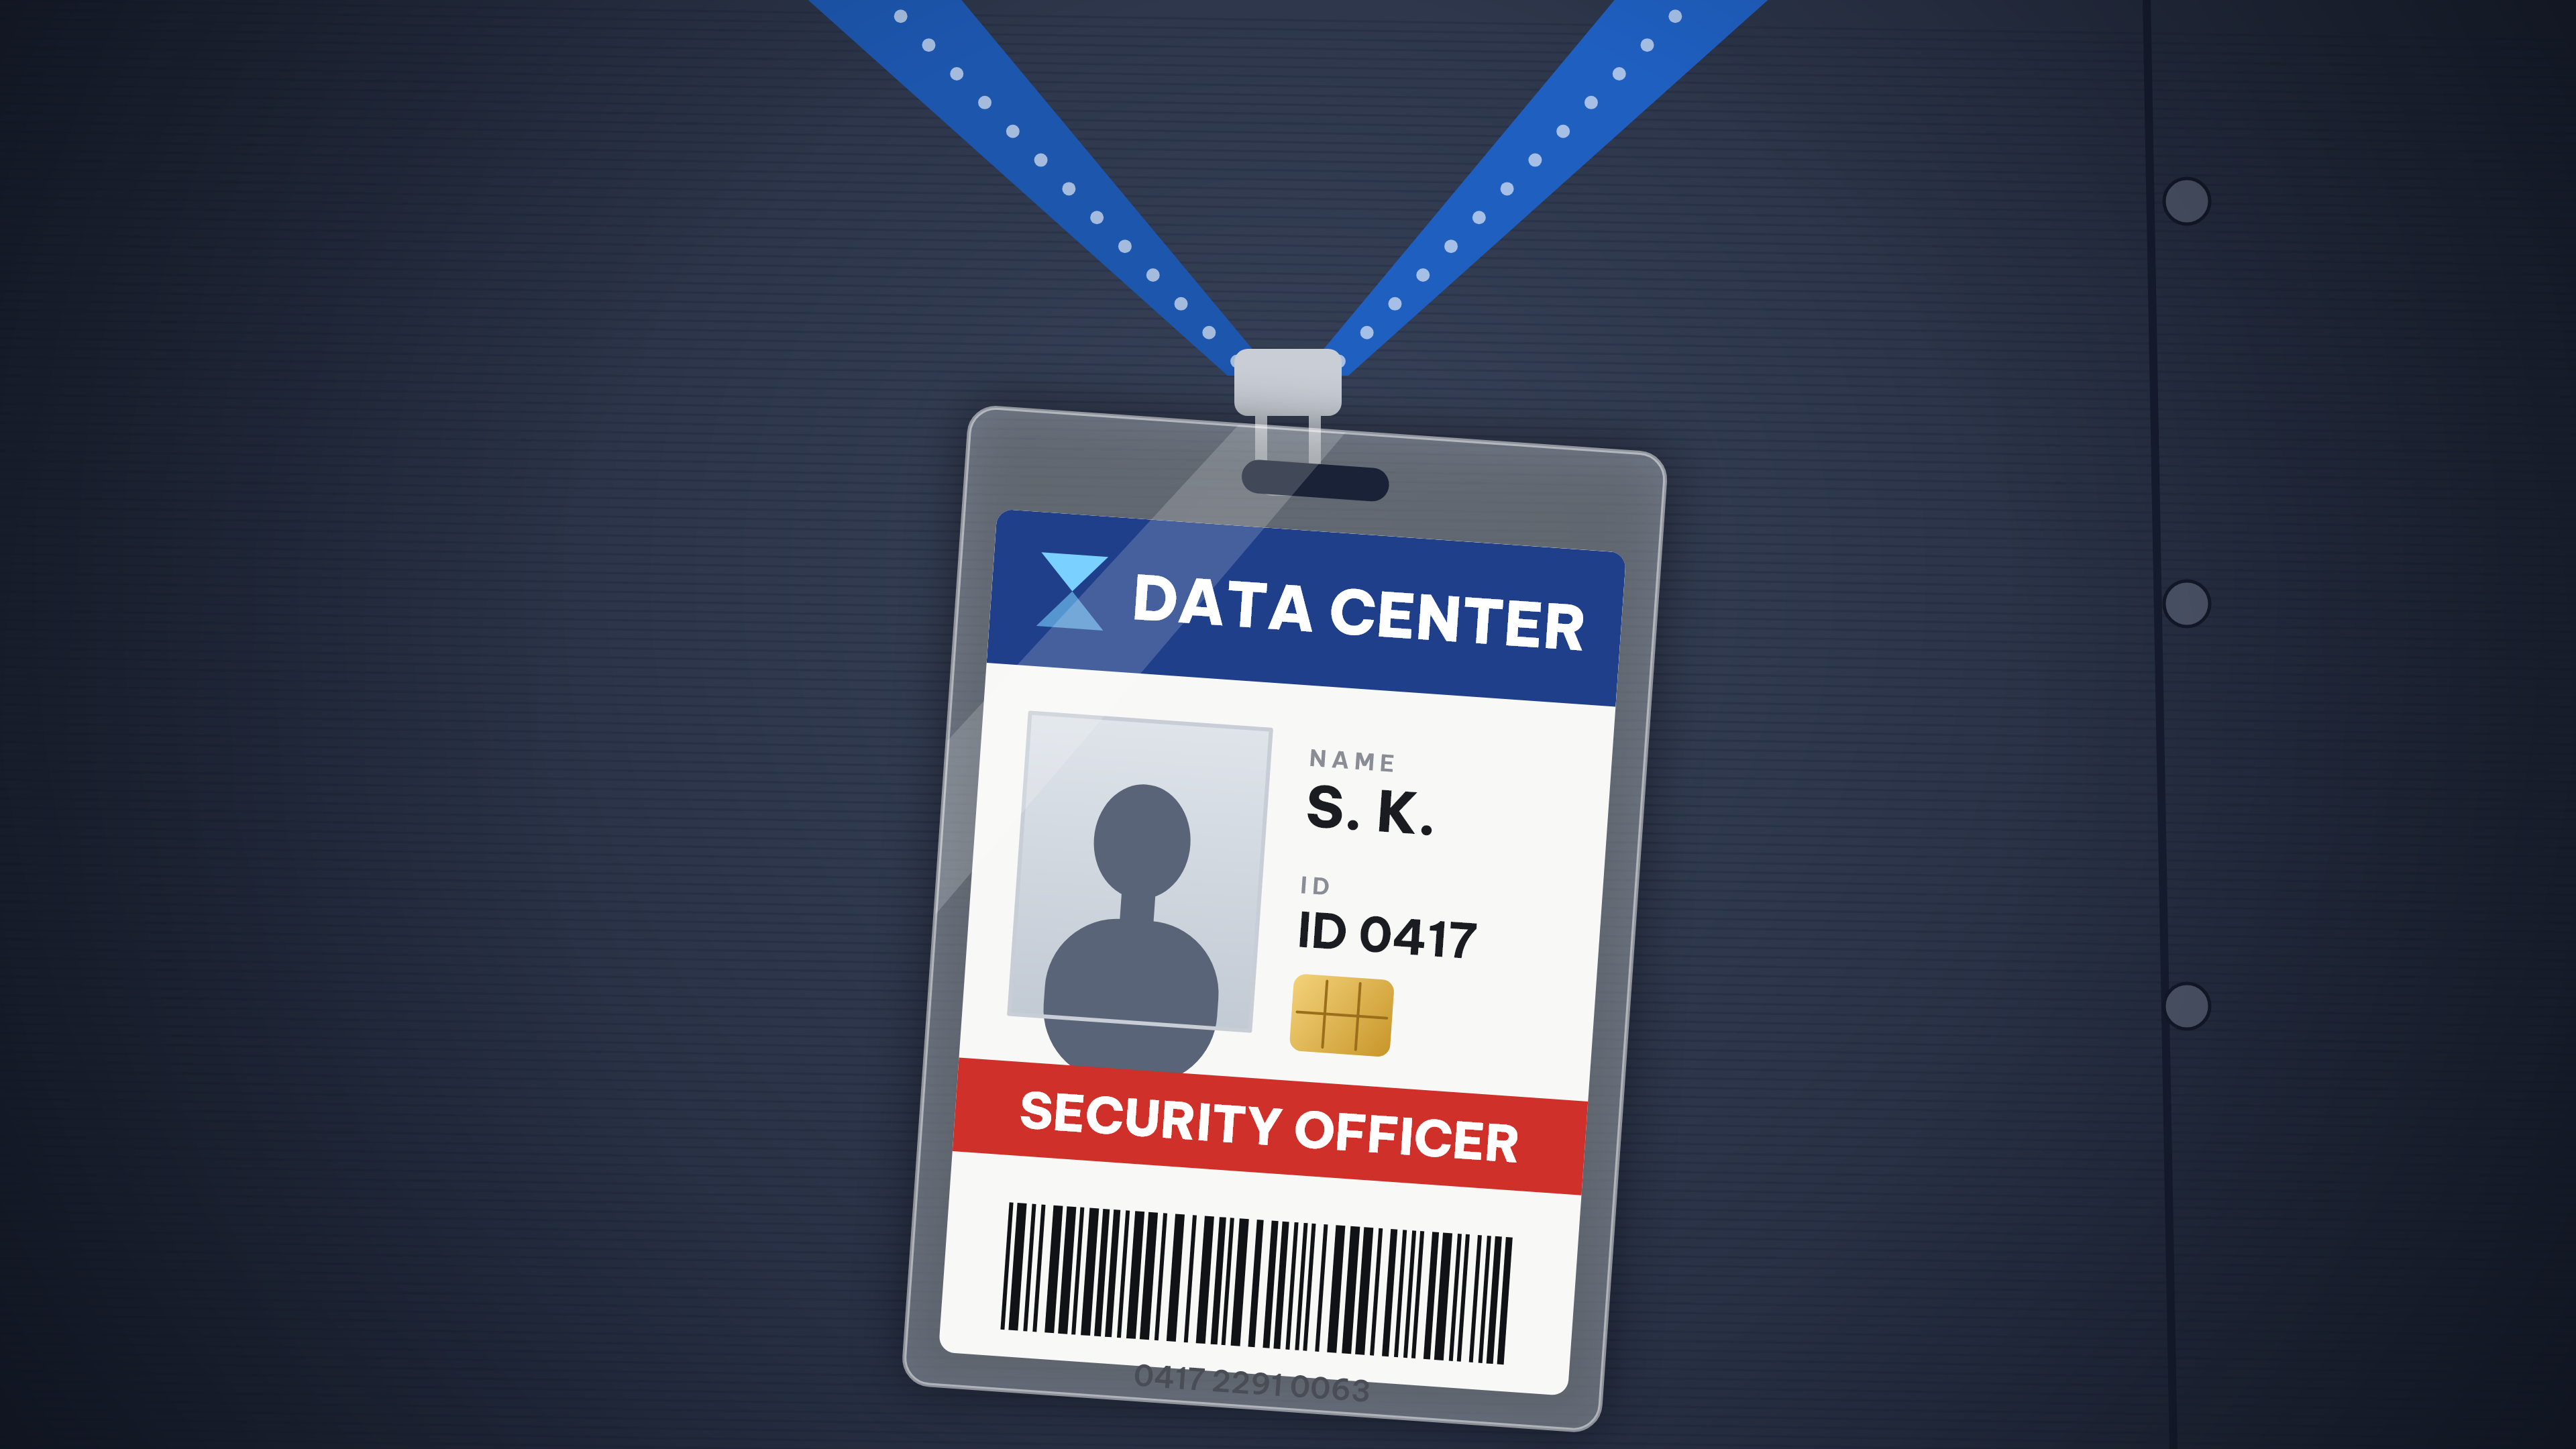 DATA CENTER
NAME
S. K.
ID
ID 0417
SECURITY OFFICER
0417 2291 0063